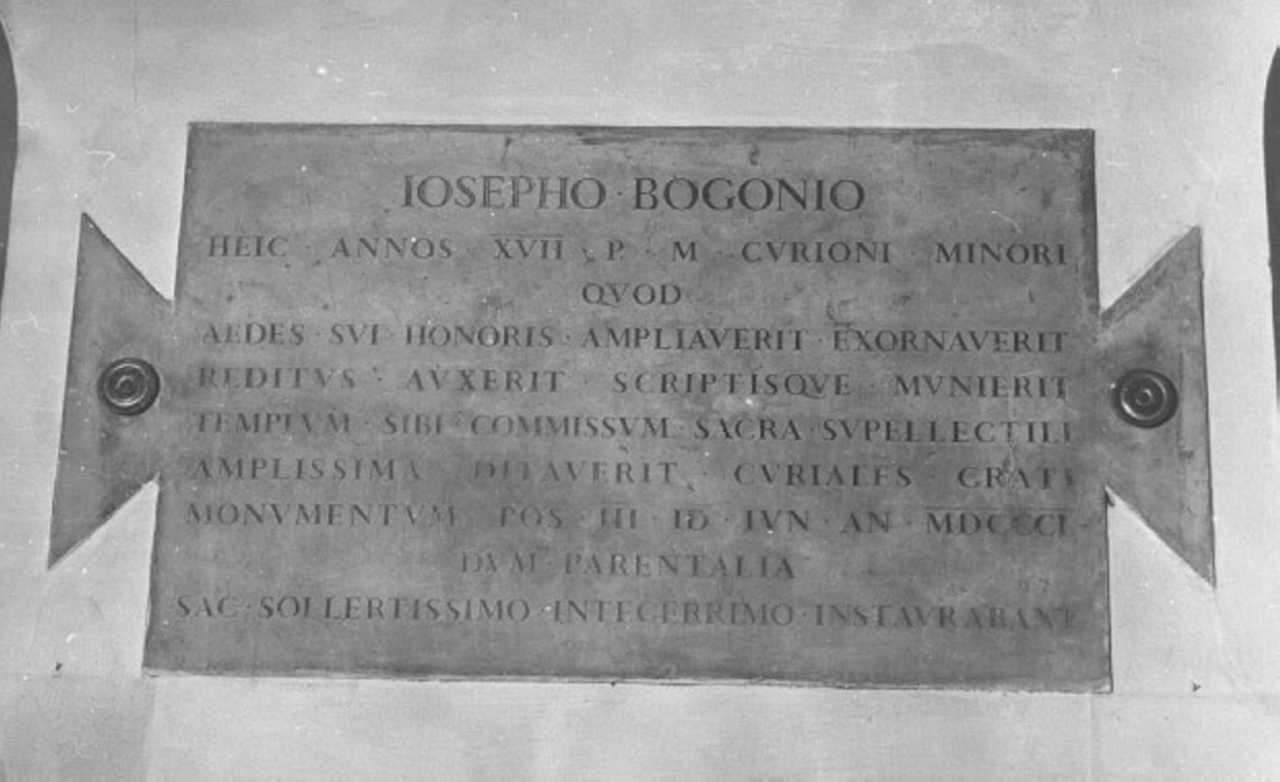 IOSEPHO · BOGONIO
HEIC · ANNOS · XVII · P · M · CVRIONI · MINORI
QVOD
AEDES · SVI · HONORIS · AMPLIAVERIT · EXORNAVERIT
REDITVS · AVXERIT · SCRIPTISQVE · MVNIERIT
TEMPLVM · SIBI · COMMISSVM · SACRA · SVPELLECTILI
AMPLISSIMA · DITAVERIT · CVRIALES · GRATI
MONVMENTVM · POS · III · ID · IVN · AN · MDCCCCI ·
DVM · PARENTALIA
SAC · SOLLERTISSIMO · INTEGERRIMO · INSTAVRABANT